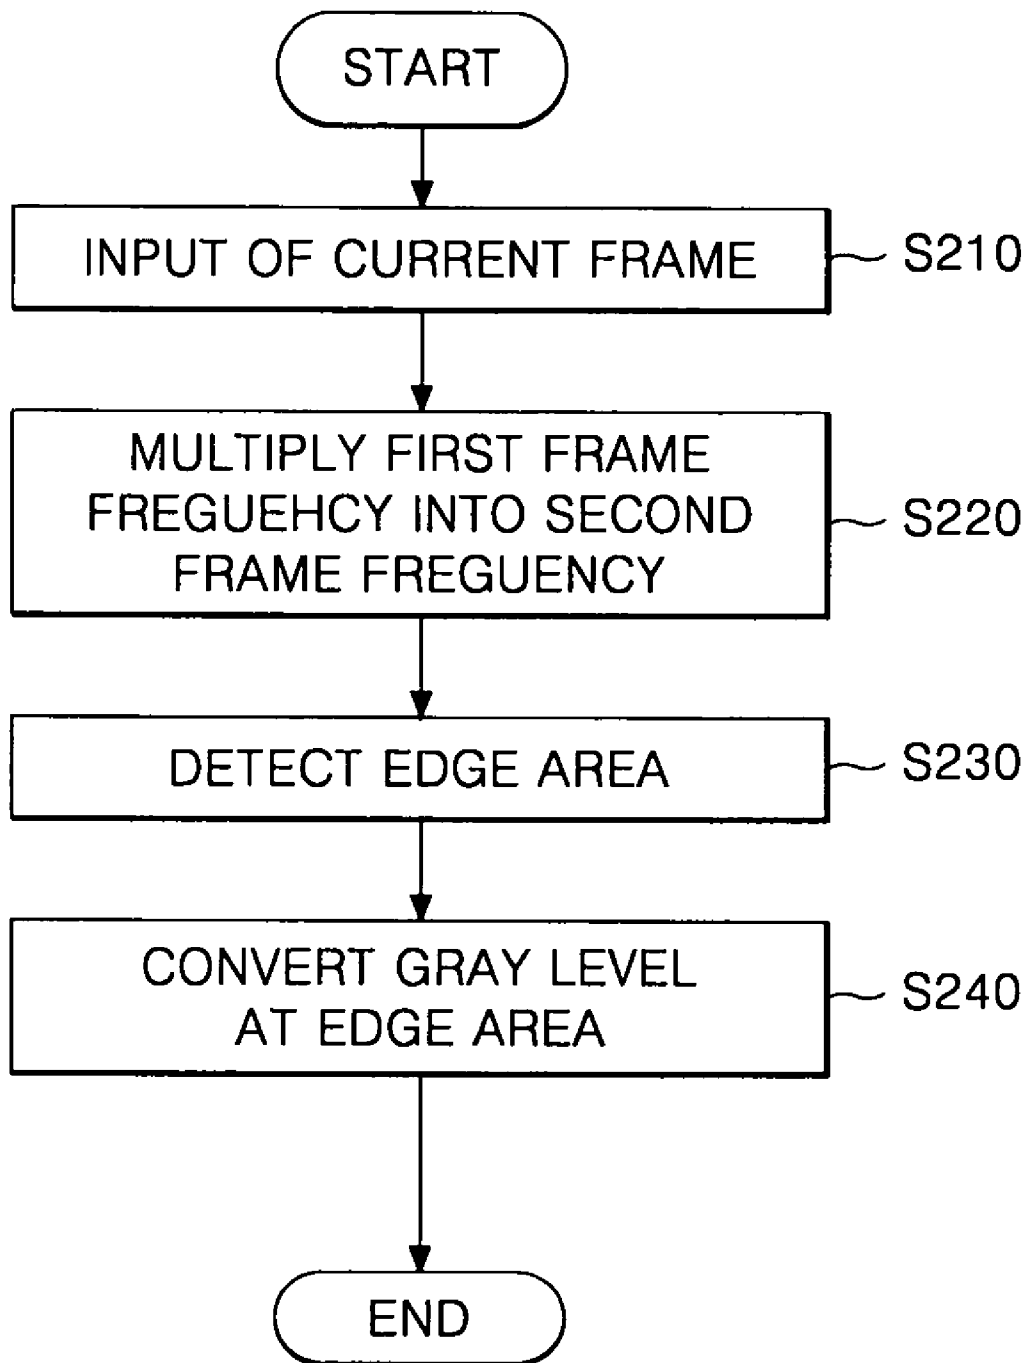 START
INPUT OF CURRENT FRAME
S210
MULTIPLY FIRST FRAME
FREGUEHCY INTO SECOND
FRAME FREGUENCY
S220
DETECT EDGE AREA
S230
CONVERT GRAY LEVEL
AT EDGE AREA
S240
END